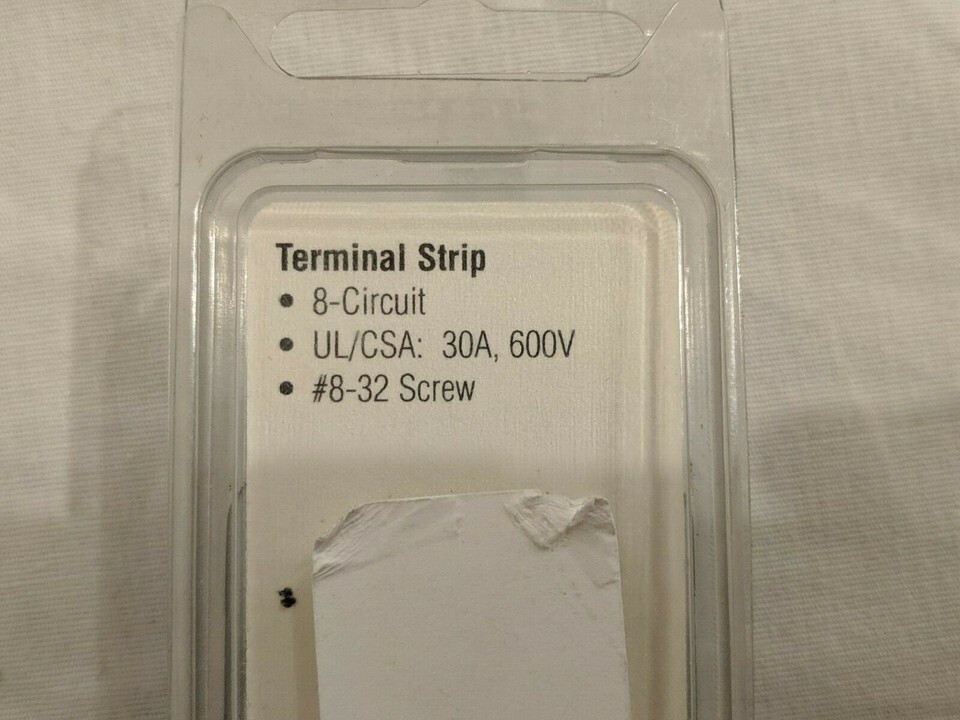 Terminal Strip
• 8-Circuit
• UL/CSA: 30A, 600V
• #8-32 Screw